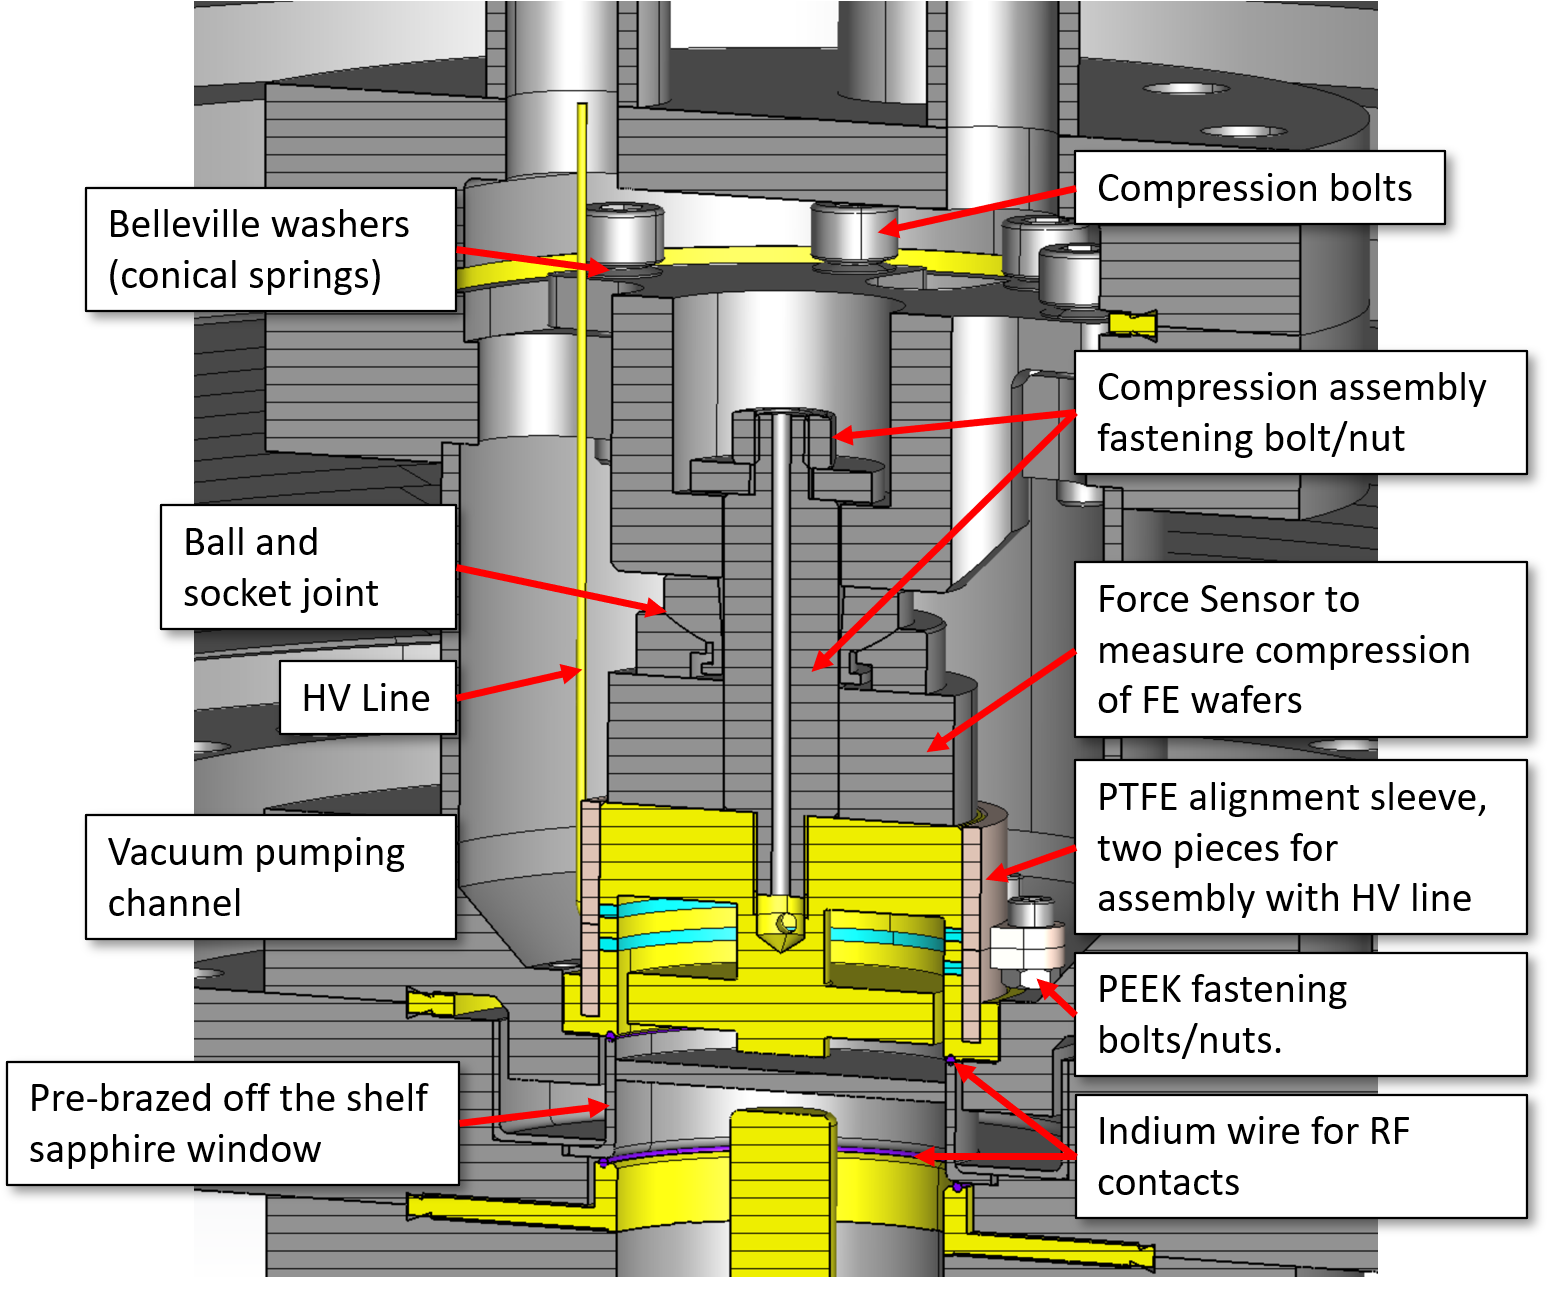 Compression bolts
Belleville washers
(conical springs)
Compression assembly
fastening bolt/nut
Ball and
socket joint
Force Sensor to
measure compression
of FE wafers
HV Line
PTFE alignment sleeve,
two pieces for
assembly with HV line
Vacuum pumping
channel
PEEK fastening
bolts/nuts.
Pre-brazed off the shelf
sapphire window
Indium wire for RF
contacts